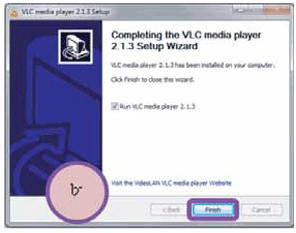 VLC media player 2.1.3 Setup
Completing the VLC media player
2.1.3 Setup Wizard
VLC media player 2.1.3 has been installed on your computer.
Click Finish to close this wizard.
Run VLC media player 2.1.3
৮
Visit the VideoLAN VLC media player Website
< Back
Finish
Cancel